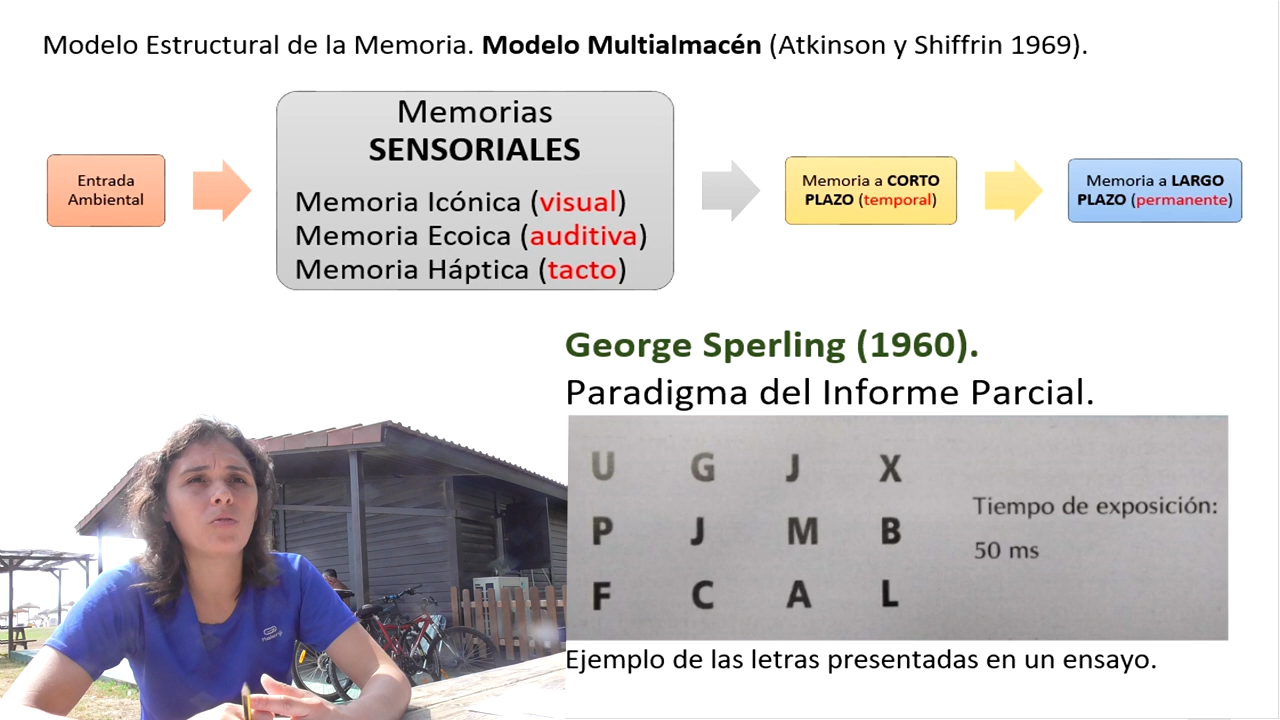 Modelo Estructural de la Memoria. Modelo Multialmacén (Atkinson y Shiffrin 1969).
Entrada
Ambiental
Memorias
SENSORIALES
Memoria Icónica (visual)
Memoria Ecoica (auditiva)
Memoria Háptica (tacto)
Memoria a CORTO
PLAZO (temporal)
Memoria a LARGO
PLAZO (permanente)
George Sperling (1960).
Paradigma del Informe Parcial.
U G J X
P J M B
F C A L
Tiempo de exposición:
50 ms
Ejemplo de las letras presentadas en un ensayo.